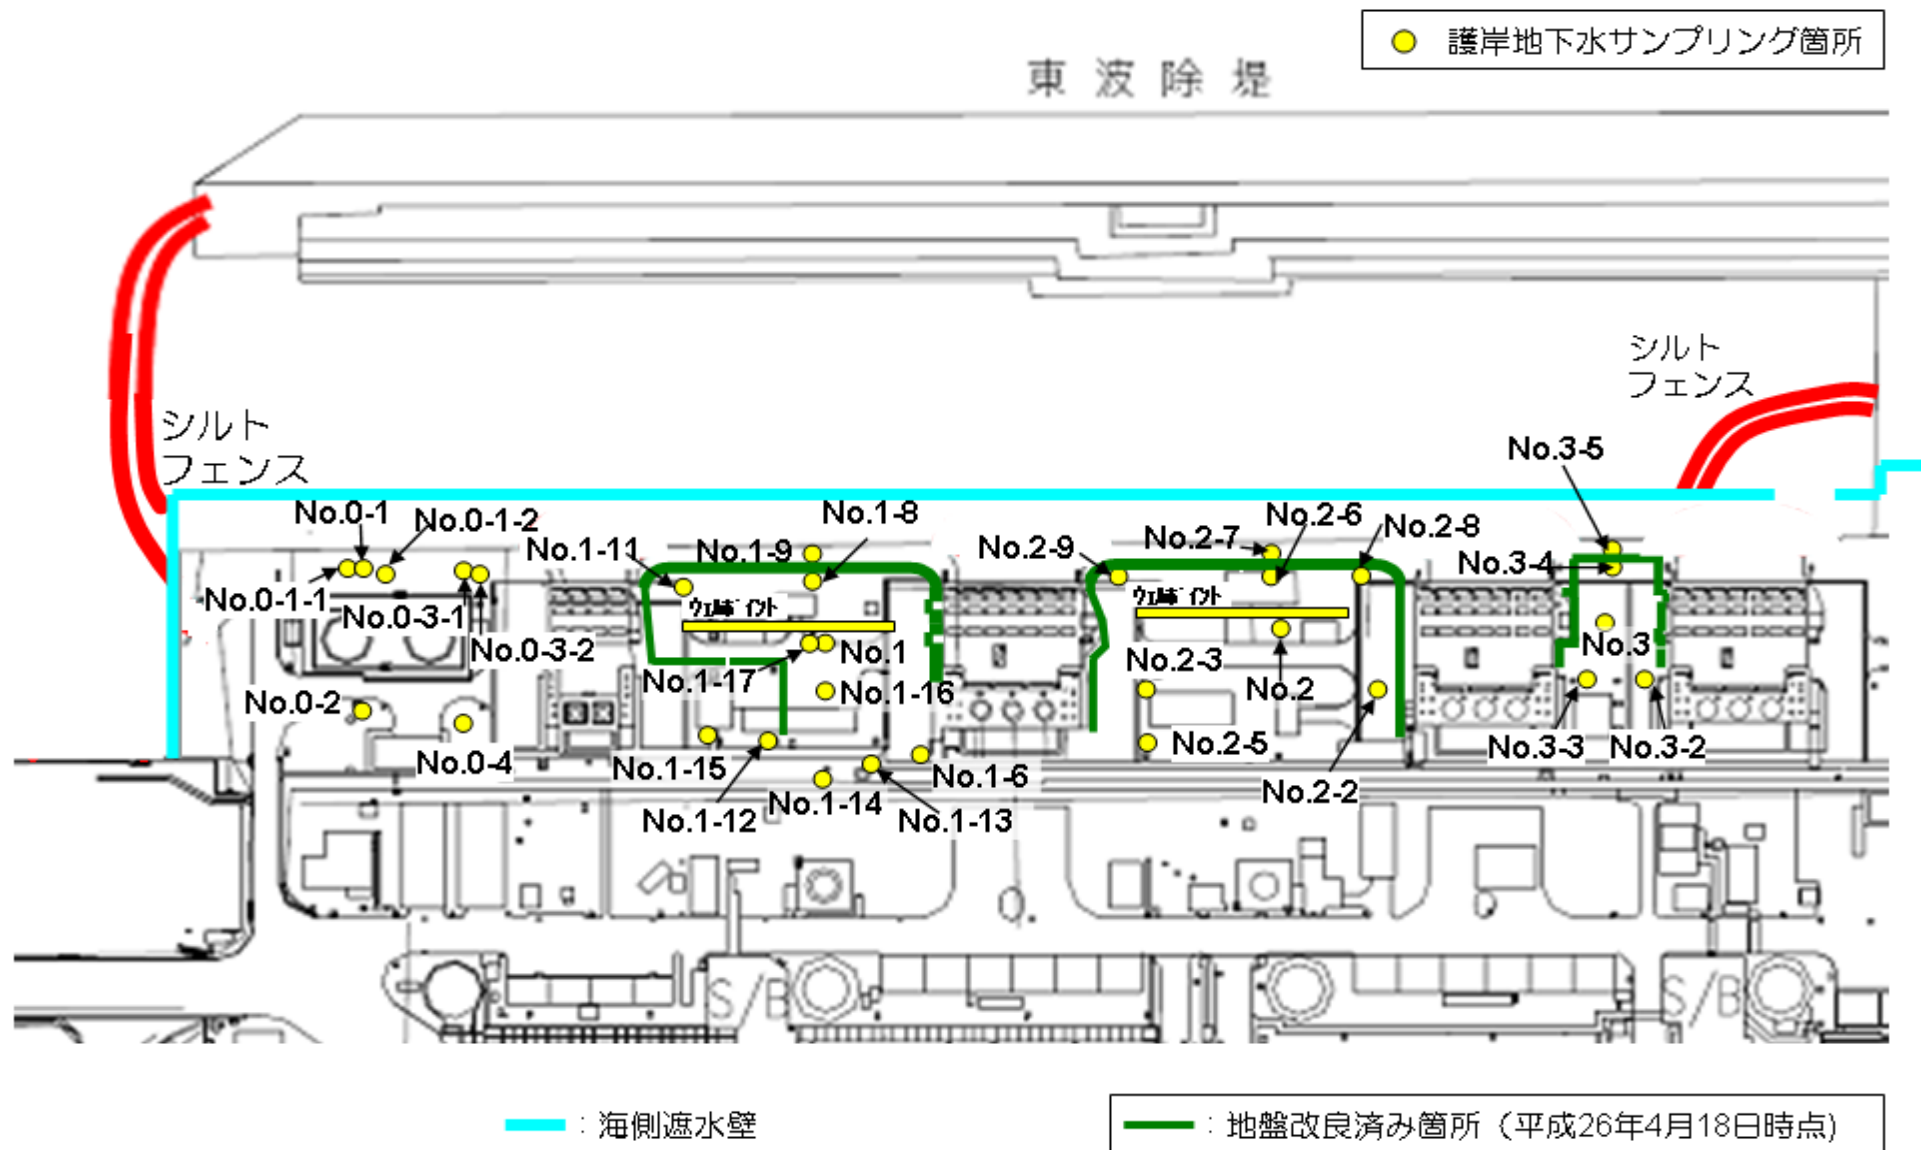 護岸地下水サンプリング箇所
東波除堤
シルト
フェンス
シルト
フェンス
No.3-5
No.0-1
No.0-1-2
No.1-8
No.2-6
No.2-8
No.1-11
No.1-9
No.2-9
No.2-7
No.3-4
No.0-1-1
No.0-3-1
ウェルポイント
ウェルポイント
No.0-3-2
No.1
No.3
No.1-17
No.1-16
No.2-3
No.2
No.0-2
No.0-4
No.1-15
No.1-6
No.2-5
No.3-3
No.3-2
No.1-12
No.1-14
No.1-13
No.2-2
S/B
S/B
:海側遮水壁
:地盤改良済み箇所（平成26年4月18日時点)